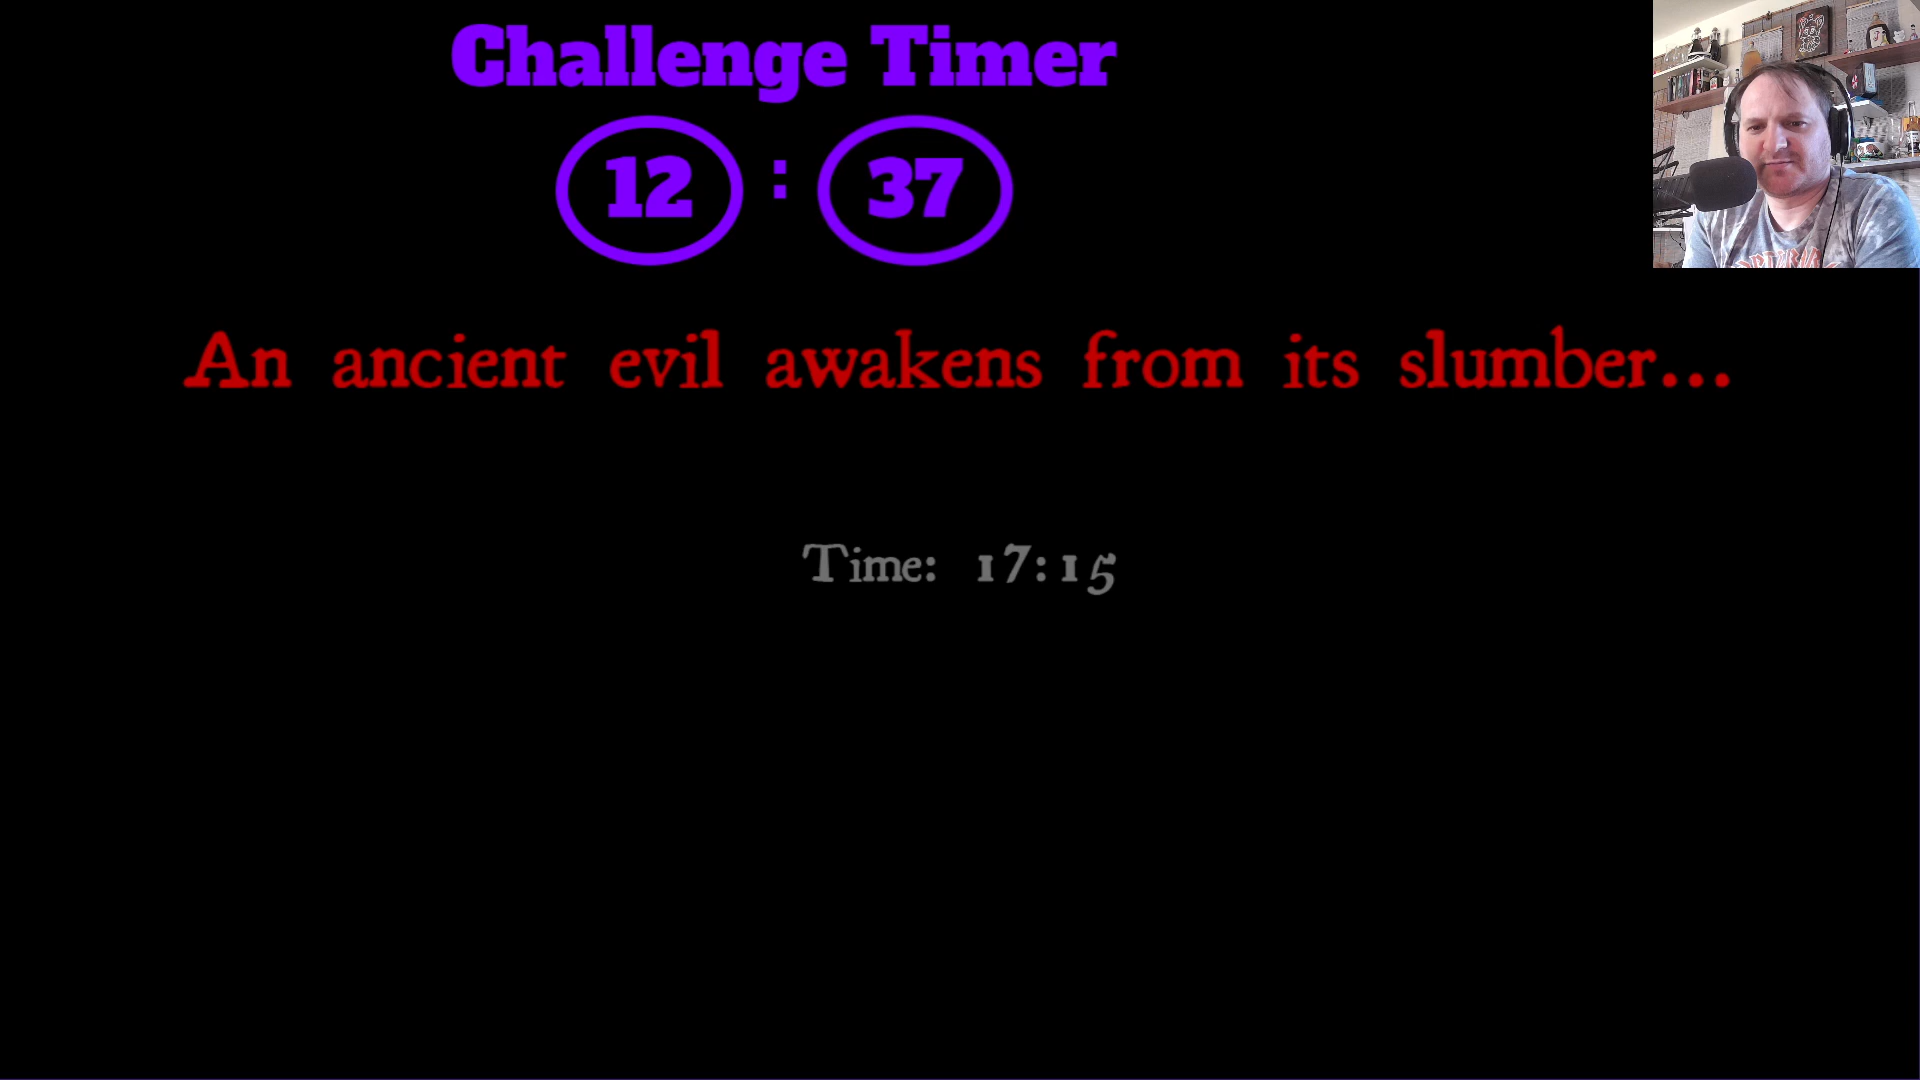 Challenge Timer
12 : 37
An ancient evil awakens from its slumber...
Time: 17:15